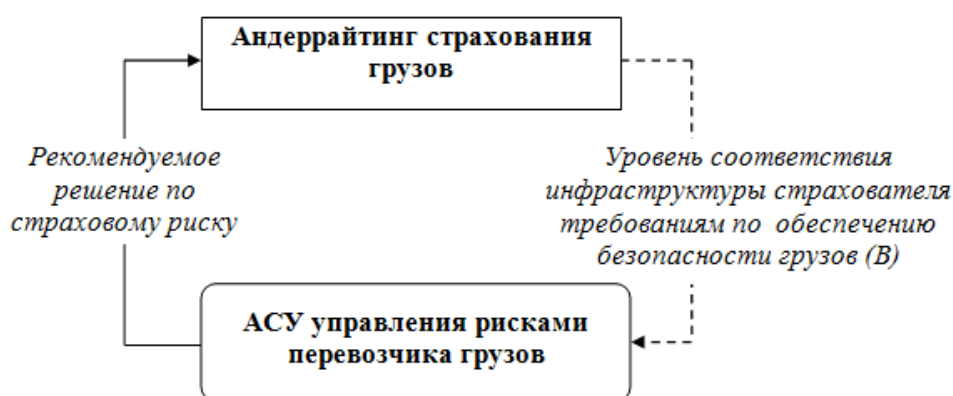 Андеррайтинг страхования
грузов
Рекомендуемое
решение по
страховому риску
Уровень соответствия
инфраструктуры страхователя
требованиям по обеспечению
безопасности грузов (В)
АСУ управления рисками
перевозчика грузов